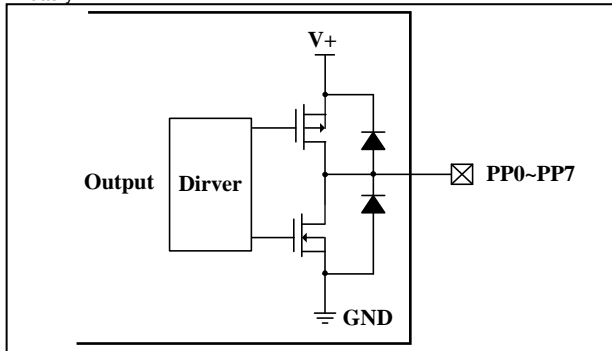 V+
Output
Dirver
PP0~PP7
GND